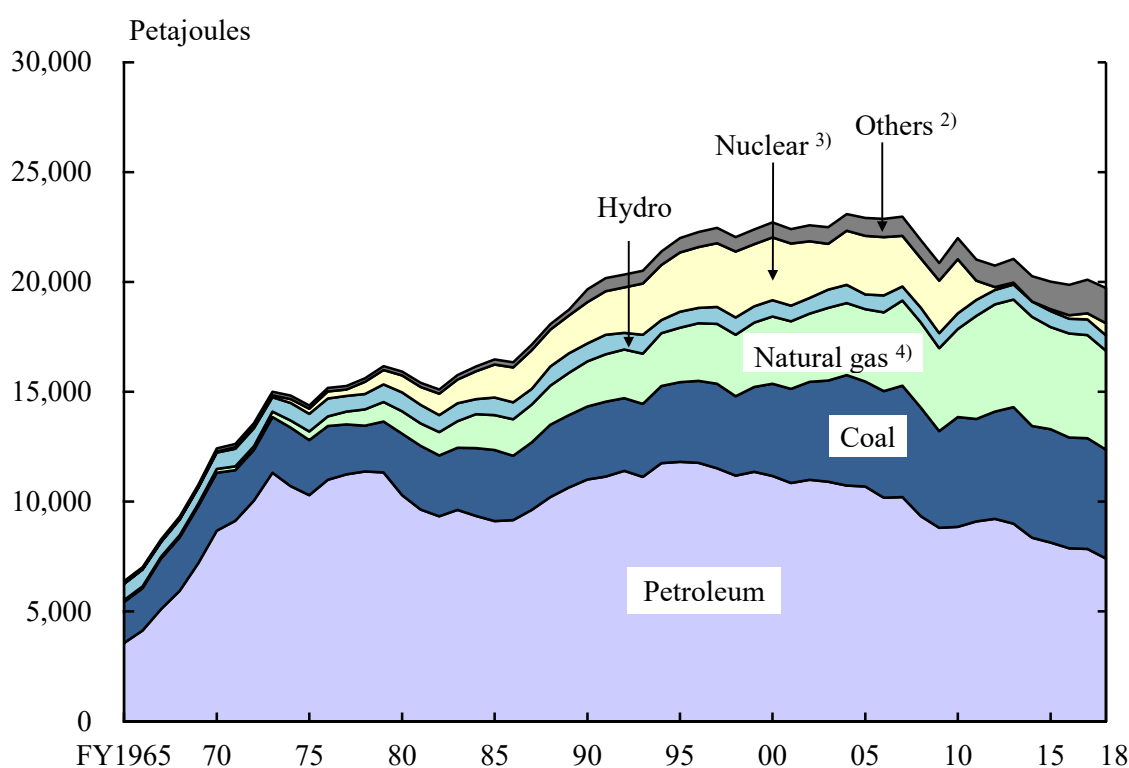 Petajoules
30,000
25,000
20,000
15,000
10,000
5,000
0
Others 2)
Nuclear 3)
Hydro
Natural gas 4)
Coal
Petroleum
FY1965 70 75 80 85 90 95 00 05 10 15 18